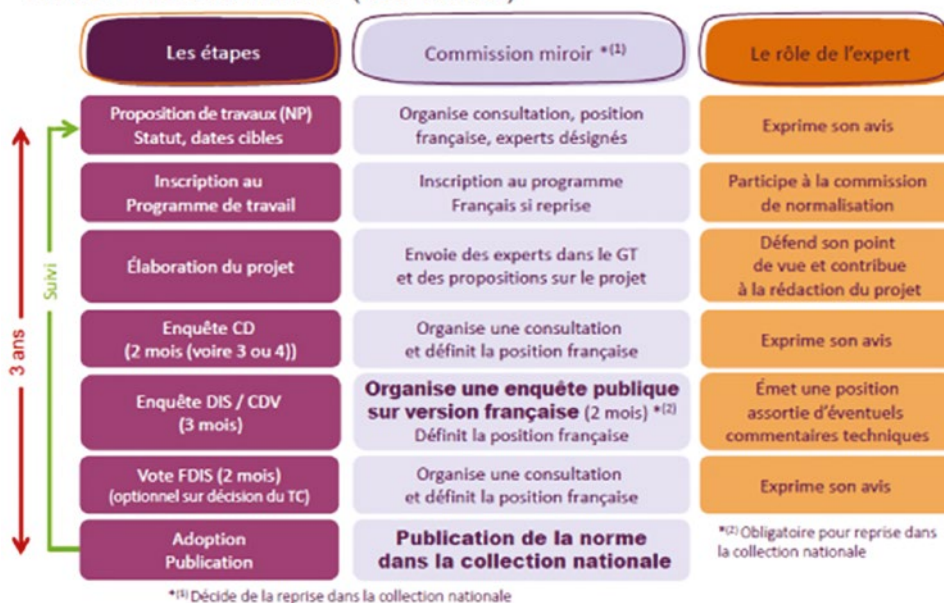 Les étapes
Commission miroir *(1)
Le rôle de l'expert
Proposition de travaux (NP)
Statut, dates cibles
Organise consultation, position
française, experts désignés
Exprime son avis
Inscription au
Programme de travail
Inscription au programme
Français si reprise
Participe à la commission
de normalisation
Élaboration du projet
Envoie des experts dans le GT
et des propositions sur le projet
Défend son point
de vue et contribue
à la rédaction du projet
Enquête CD
(2 mois (voire 3 ou 4))
Organise une consultation
et définit la position française
Exprime son avis
Enquête DIS / CDV
(3 mois)
Organise une enquête publique
sur version française (2 mois) *(2)
Définit la position française
Émet une position
assortie d'éventuels
commentaires techniques
Vote FDIS (2 mois)
(optionnel sur décision du TC)
Organise une consultation
et définit la position française
Exprime son avis
Adoption
Publication
Publication de la norme
dans la collection nationale
*(2) Obligatoire pour reprise dans
la collection nationale
*(1) Décide de la reprise dans la collection nationale
3 ans
Suivi